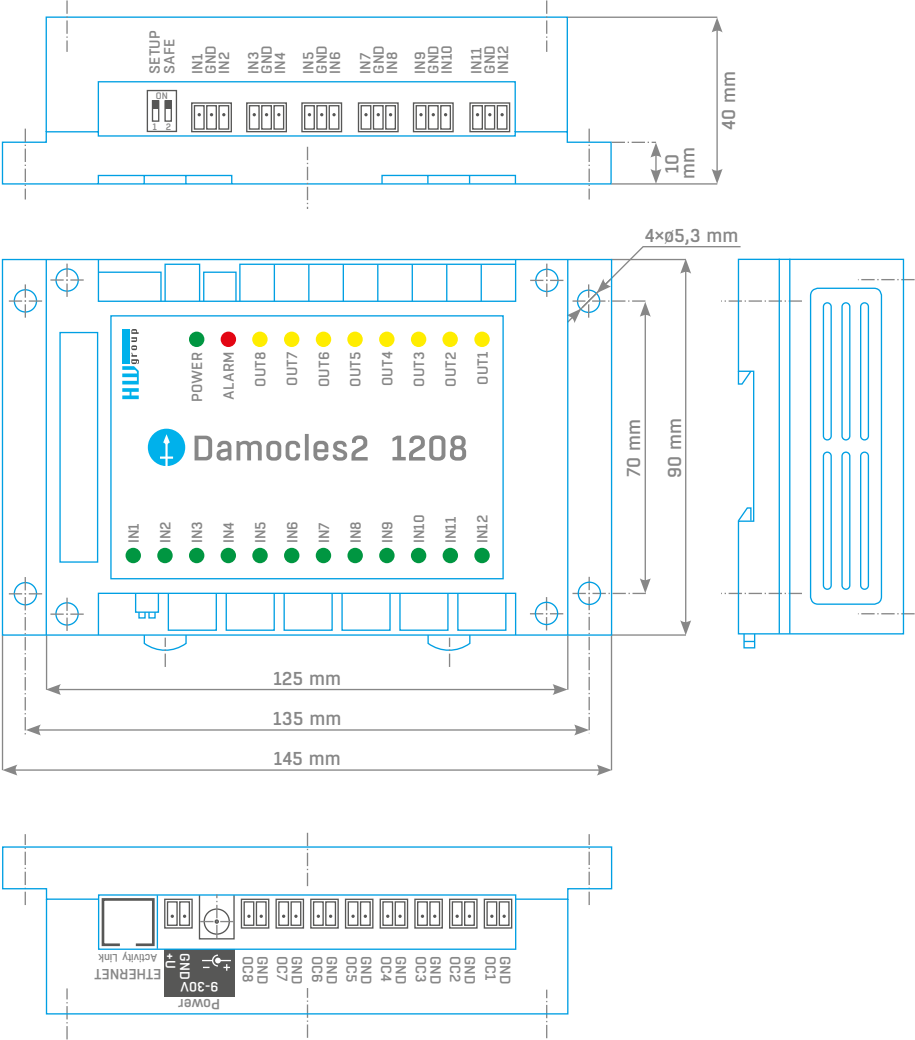 SETUP
SAFE
IN1
GND
IN2
IN3
GND
IN4
IN5
GND
IN6
IN7
GND
IN8
IN9
GND
IN10
IN11
GND
IN12
ON
1 2
40 mm
10 mm
4×ø5,3 mm
HW group
POWER
ALARM
OUT8
OUT7
OUT6
OUT5
OUT4
OUT3
OUT2
OUT1
Damocles2 1208
IN1
IN2
IN3
IN4
IN5
IN6
IN7
IN8
IN9
IN10
IN11
IN12
70 mm
90 mm
125 mm
135 mm
145 mm
Activity Link
ETHERNET
+U
GND
- +
9-30V
Power
OC8
GND
OC7
GND
OC6
GND
OC5
GND
OC4
GND
OC3
GND
OC2
GND
OC1
GND